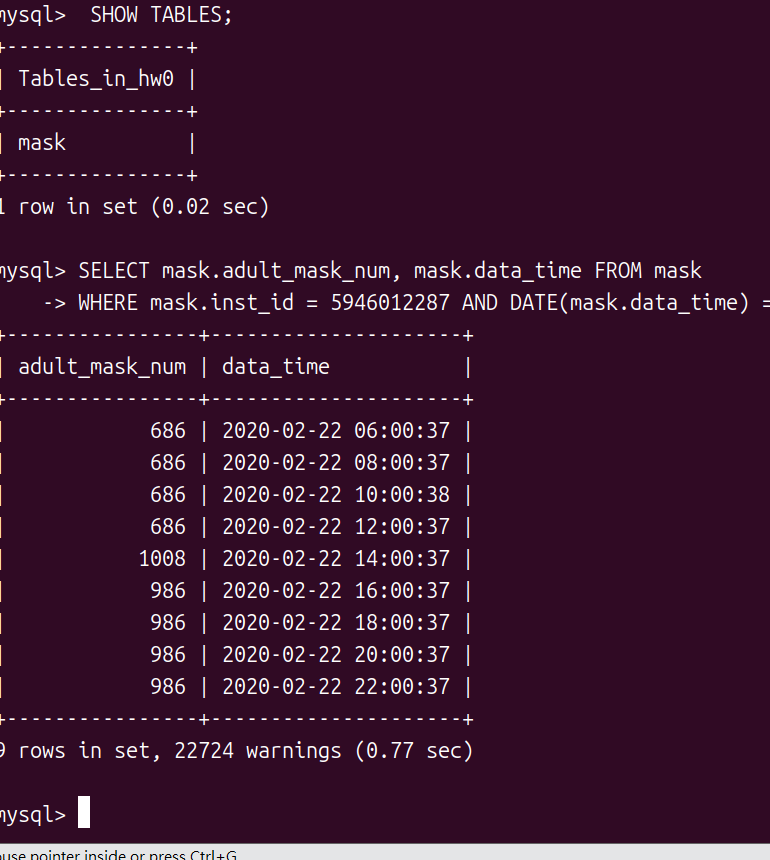 mysql>  SHOW TABLES;
+---------------+
| Tables_in_hw0 |
+---------------+
| mask          |
+---------------+
1 row in set (0.02 sec)

mysql> SELECT mask.adult_mask_num, mask.data_time FROM mask
    -> WHERE mask.inst_id = 5946012287 AND DATE(mask.data_time) =
+----------------+---------------------+
| adult_mask_num | data_time           |
+----------------+---------------------+
|            686 | 2020-02-22 06:00:37 |
|            686 | 2020-02-22 08:00:37 |
|            686 | 2020-02-22 10:00:38 |
|            686 | 2020-02-22 12:00:37 |
|           1008 | 2020-02-22 14:00:37 |
|            986 | 2020-02-22 16:00:37 |
|            986 | 2020-02-22 18:00:37 |
|            986 | 2020-02-22 20:00:37 |
|            986 | 2020-02-22 22:00:37 |
+----------------+---------------------+
9 rows in set, 22724 warnings (0.77 sec)

mysql>
ouse pointer inside or press Ctrl+G